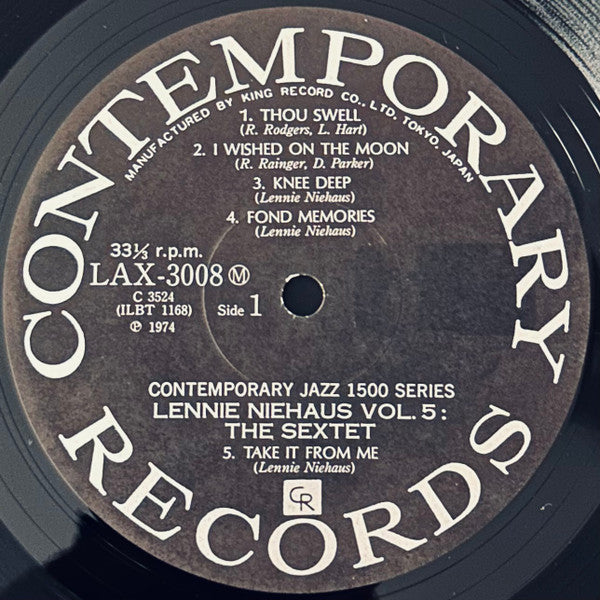 CONTEMPORARY
MANUFACTURED BY KING RECORD CO., LTD. TOKYO. JAPAN
1. THOU SWELL
(R. Rodgers, L. Hart)
2. I WISHED ON THE MOON
(R. Rainger, D. Parker)
3. KNEE DEEP
(Lennie Niehaus)
4. FOND MEMORIES
(Lennie Niehaus)
33⅓ r.p.m.
LAX-3008 Ⓜ
C 3524
(ILBT 1168)
Side 1
℗ 1974
CONTEMPORARY JAZZ 1500 SERIES
LENNIE NIEHAUS VOL. 5:
THE SEXTET
5. TAKE IT FROM ME
(Lennie Niehaus)
CR
RECORDS